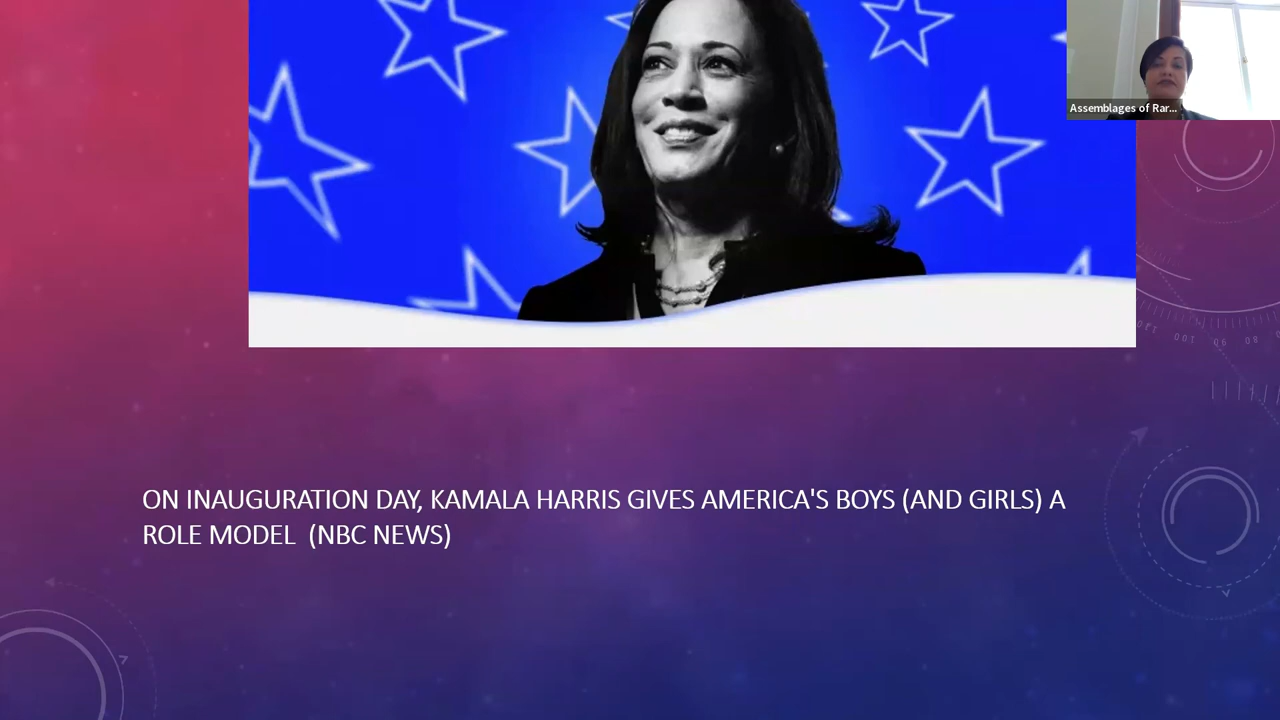 Assemblages of Rar...
ON INAUGURATION DAY, KAMALA HARRIS GIVES AMERICA'S BOYS (AND GIRLS) A
ROLE MODEL (NBC NEWS)